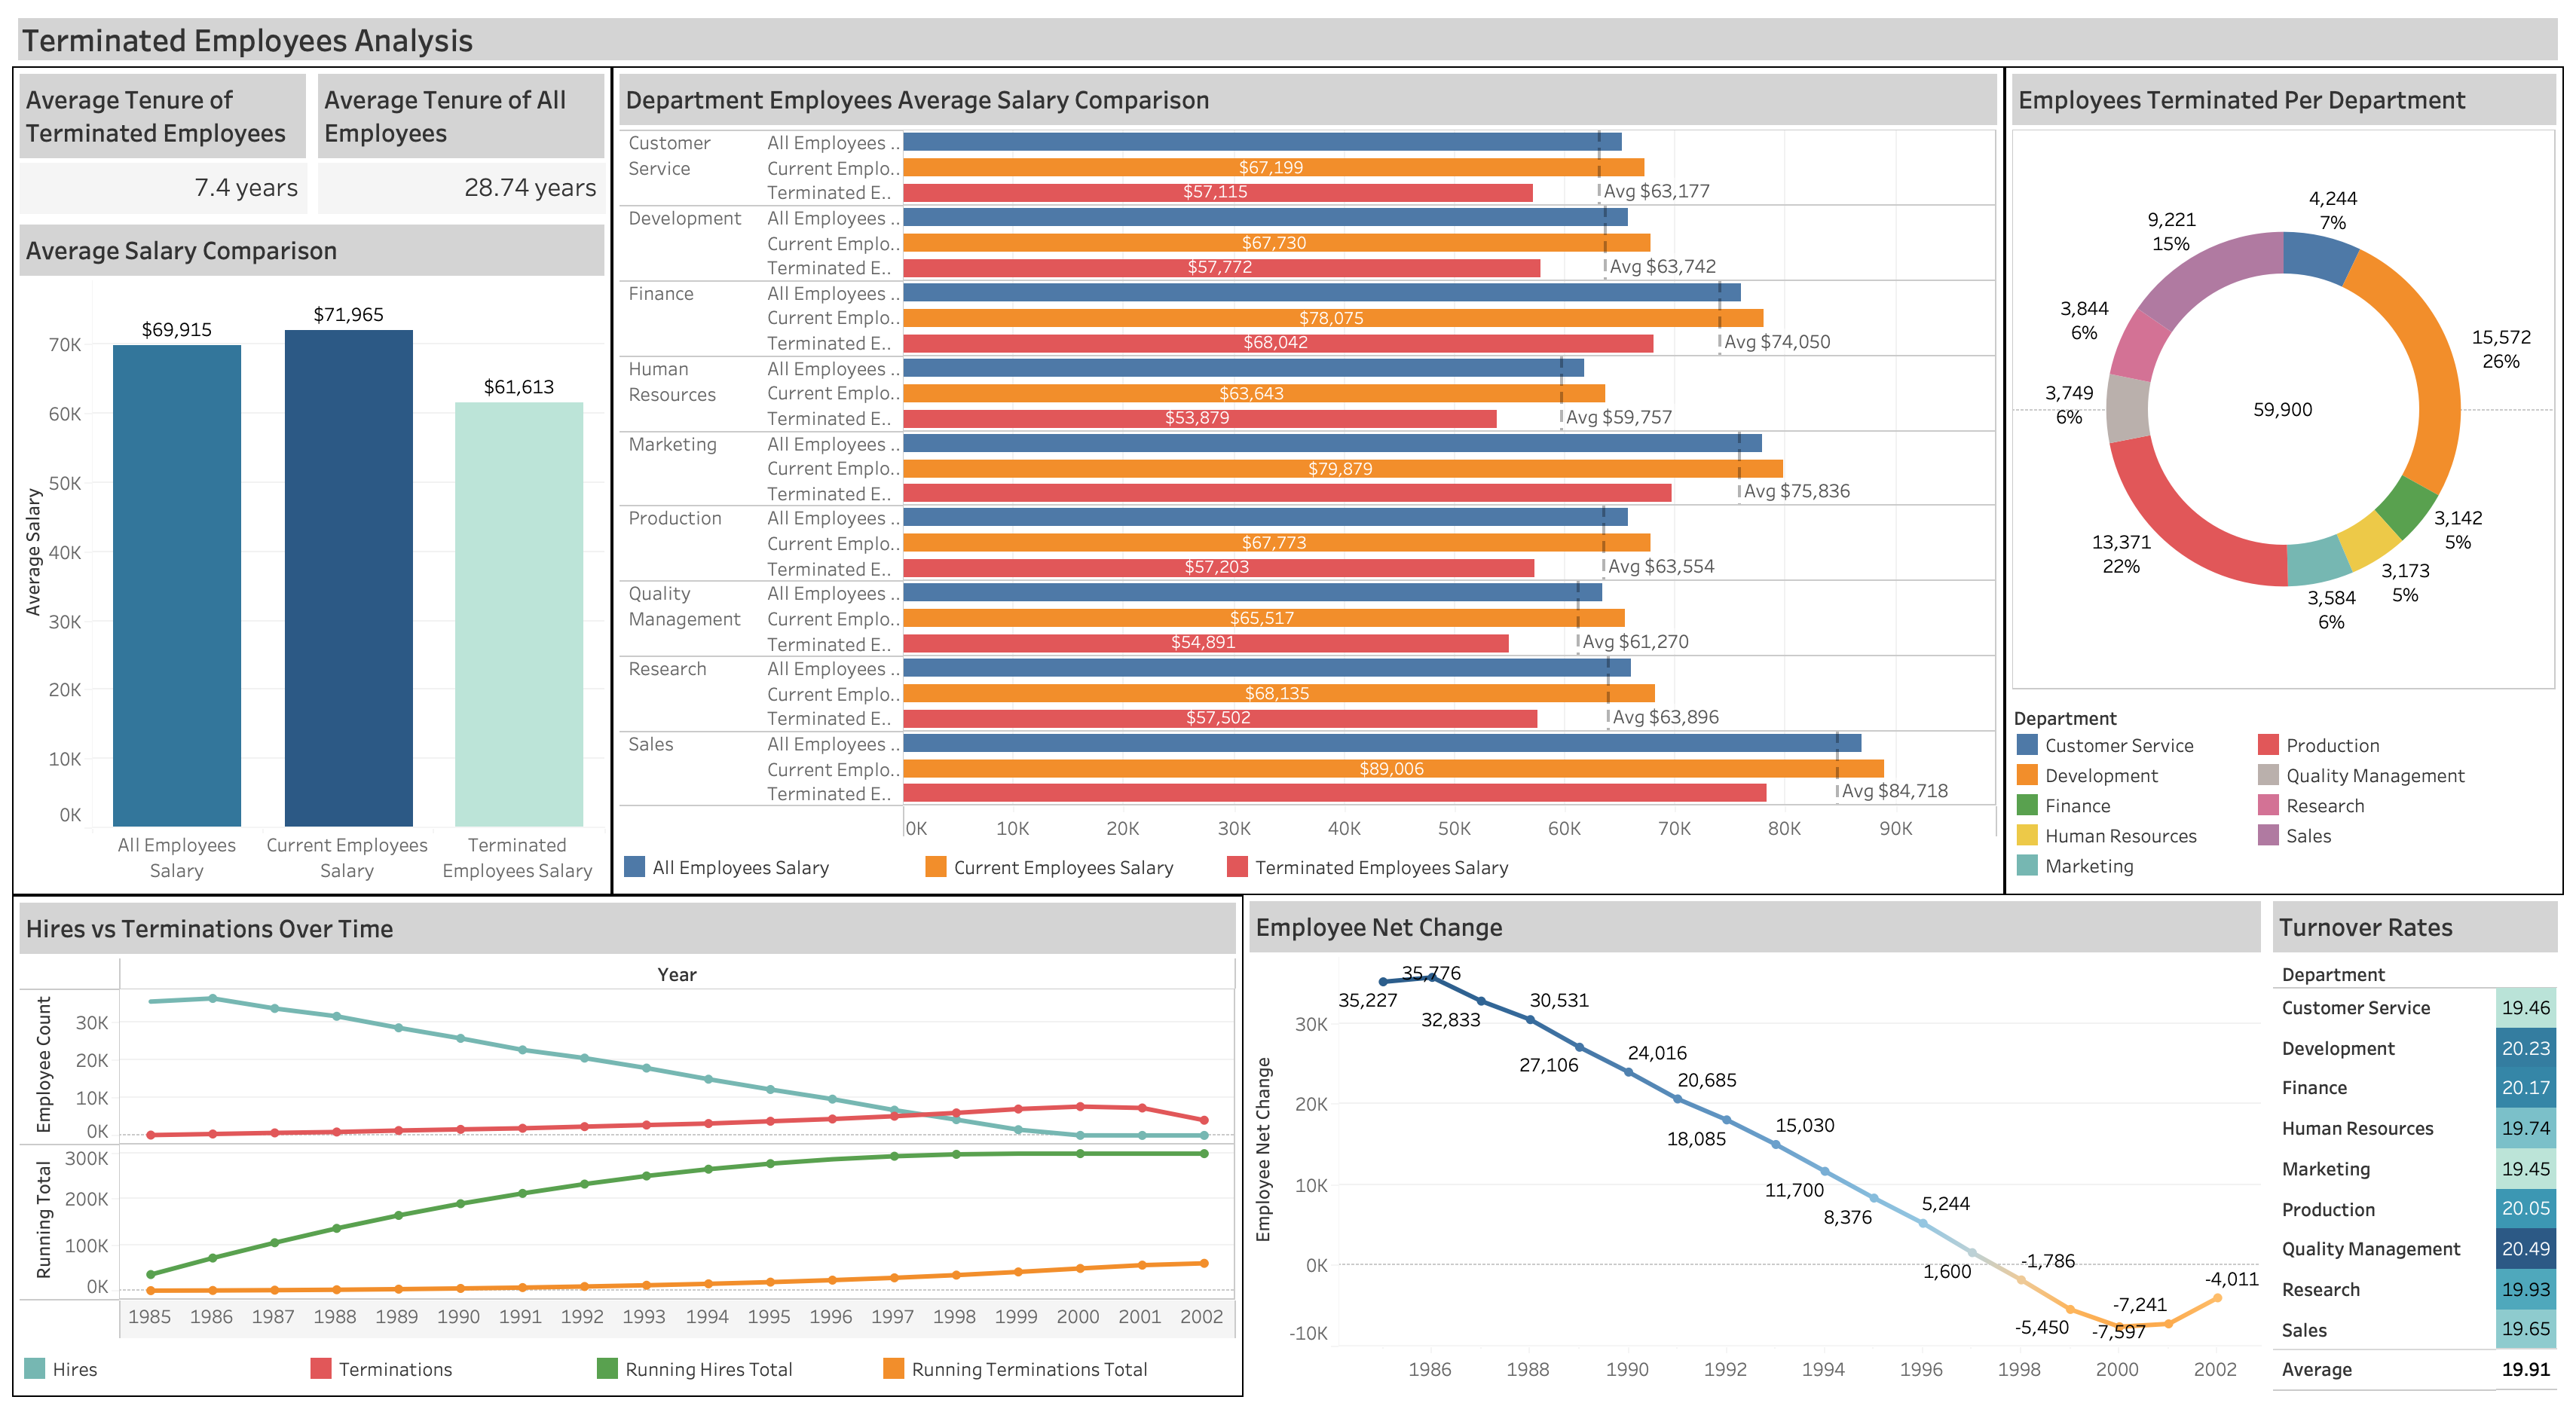 Terminated Employees Analysis
Average Tenure of
Terminated Employees
7.4 years
Average Tenure of All
Employees
28.74 years
Average Salary Comparison
Average Salary
70K
60K
50K
40K
30K
20K
10K
0K
$69,915
$71,965
$61,613
All Employees
Salary
Current Employees
Salary
Terminated
Employees Salary
Department Employees Average Salary Comparison
Customer
Service
All Employees ..
Current Emplo..
$67,199
Terminated E..
$57,115
Avg $63,177
Development
All Employees ..
Current Emplo..
$67,730
Terminated E..
$57,772
Avg $63,742
Finance
All Employees ..
Current Emplo..
$78,075
Terminated E..
$68,042
Avg $74,050
Human
Resources
All Employees ..
Current Emplo..
$63,643
Terminated E..
$53,879
Avg $59,757
Marketing
All Employees ..
Current Emplo..
$79,879
Terminated E..
Avg $75,836
Production
All Employees ..
Current Emplo..
$67,773
Terminated E..
$57,203
Avg $63,554
Quality
Management
All Employees ..
Current Emplo..
$65,517
Terminated E..
$54,891
Avg $61,270
Research
All Employees ..
Current Emplo..
$68,135
Terminated E..
$57,502
Avg $63,896
Sales
All Employees ..
Current Emplo..
$89,006
Terminated E..
Avg $84,718
0K 10K 20K 30K 40K 50K 60K 70K 80K 90K
All Employees Salary
Current Employees Salary
Terminated Employees Salary
Employees Terminated Per Department
4,244
7%
15,572
26%
3,142
5%
3,173
5%
3,584
6%
13,371
22%
3,749
6%
3,844
6%
9,221
15%
59,900
Department
Customer Service
Development
Finance
Human Resources
Marketing
Production
Quality Management
Research
Sales
Hires vs Terminations Over Time
Year
Employee Count
30K
20K
10K
0K
Running Total
300K
200K
100K
0K
1985 1986 1987 1988 1989 1990 1991 1992 1993 1994 1995 1996 1997 1998 1999 2000 2001 2002
Hires
Terminations
Running Hires Total
Running Terminations Total
Employee Net Change
Employee Net Change
30K
20K
10K
0K
-10K
35,227
35,776
32,833
30,531
27,106
24,016
20,685
18,085
15,030
11,700
8,376
5,244
1,600
-1,786
-5,450
-7,597
-7,241
-4,011
1986 1988 1990 1992 1994 1996 1998 2000 2002
Turnover Rates
Department
Customer Service 19.46
Development 20.23
Finance 20.17
Human Resources 19.74
Marketing 19.45
Production 20.05
Quality Management 20.49
Research 19.93
Sales 19.65
Average 19.91